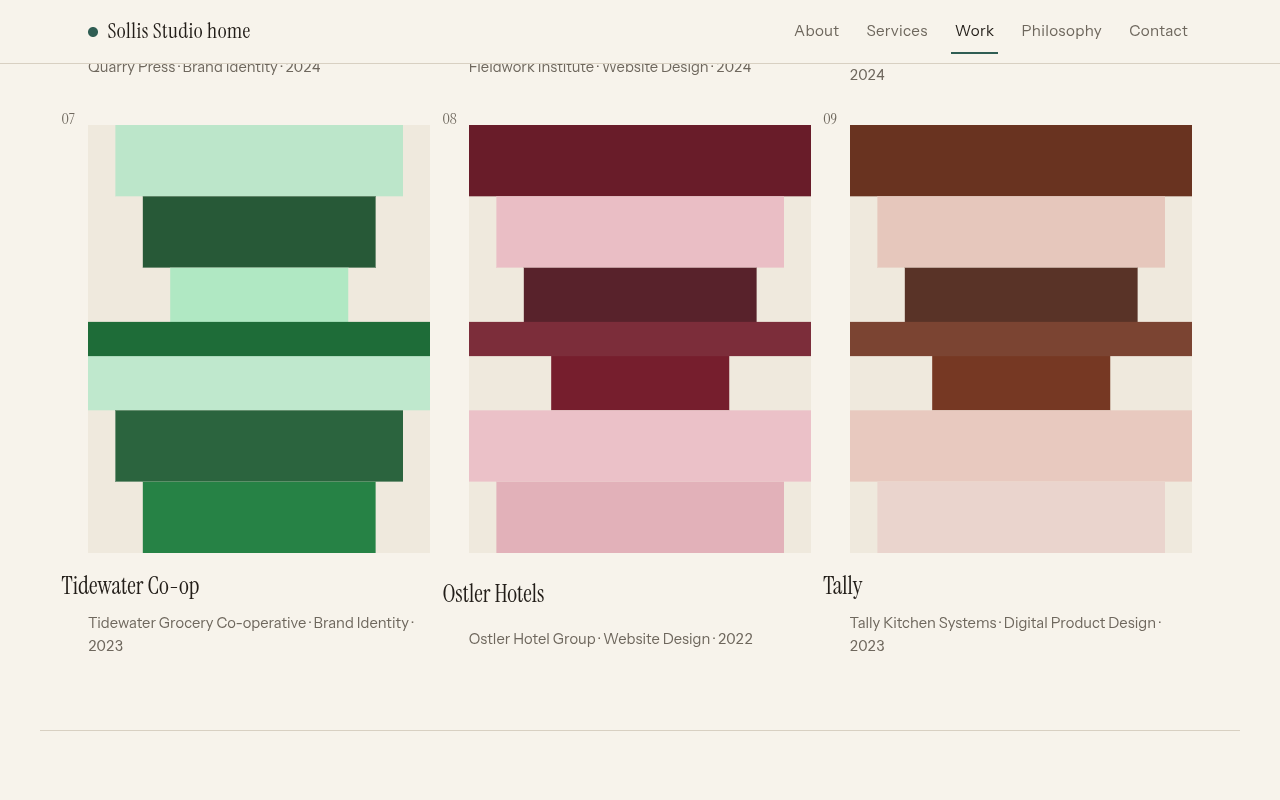 Sollis Studio home
About Services Work Philosophy Contact
Quarry Press · Brand Identity · 2024
Fieldwork Institute · Website Design · 2024
2024
07
08
09
Tidewater Co-op
Tidewater Grocery Co-operative · Brand Identity ·
2023
Ostler Hotels
Ostler Hotel Group · Website Design · 2022
Tally
Tally Kitchen Systems · Digital Product Design ·
2023